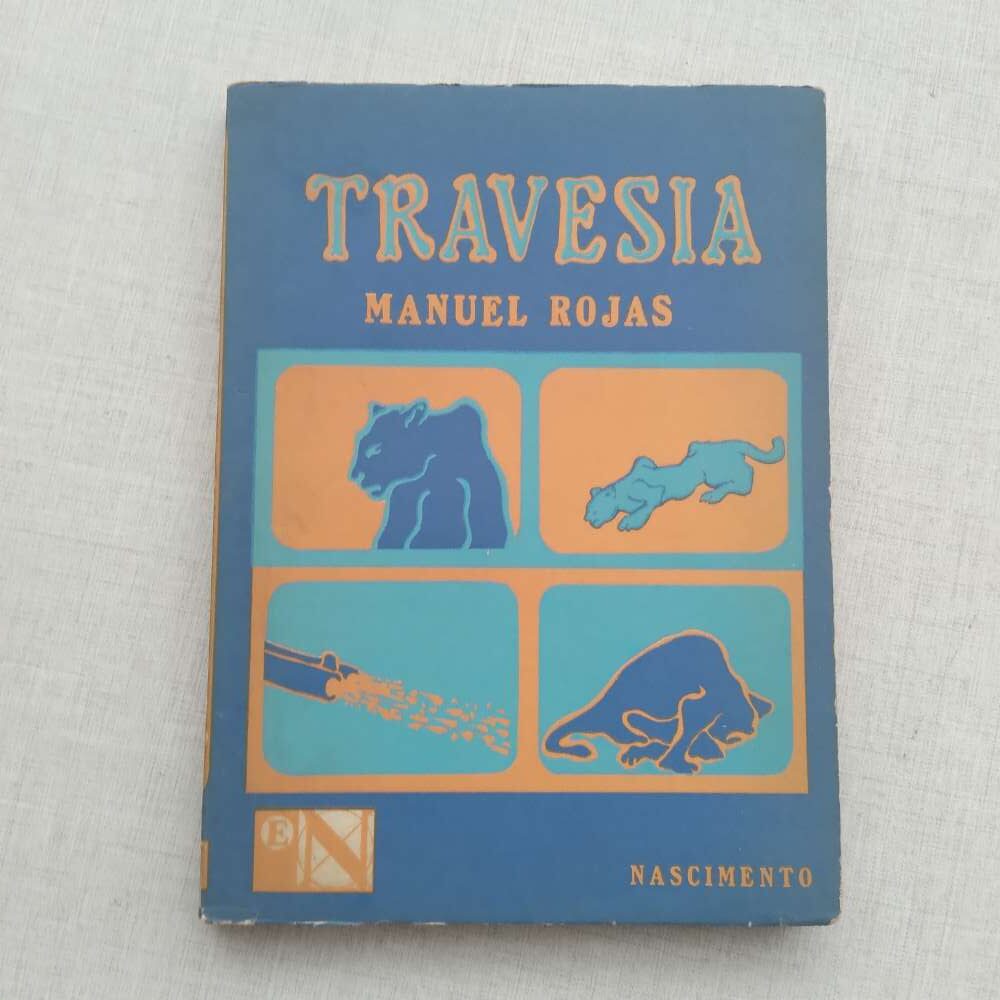 TRAVESIA
MANUEL ROJAS
E N
NASCIMENTO